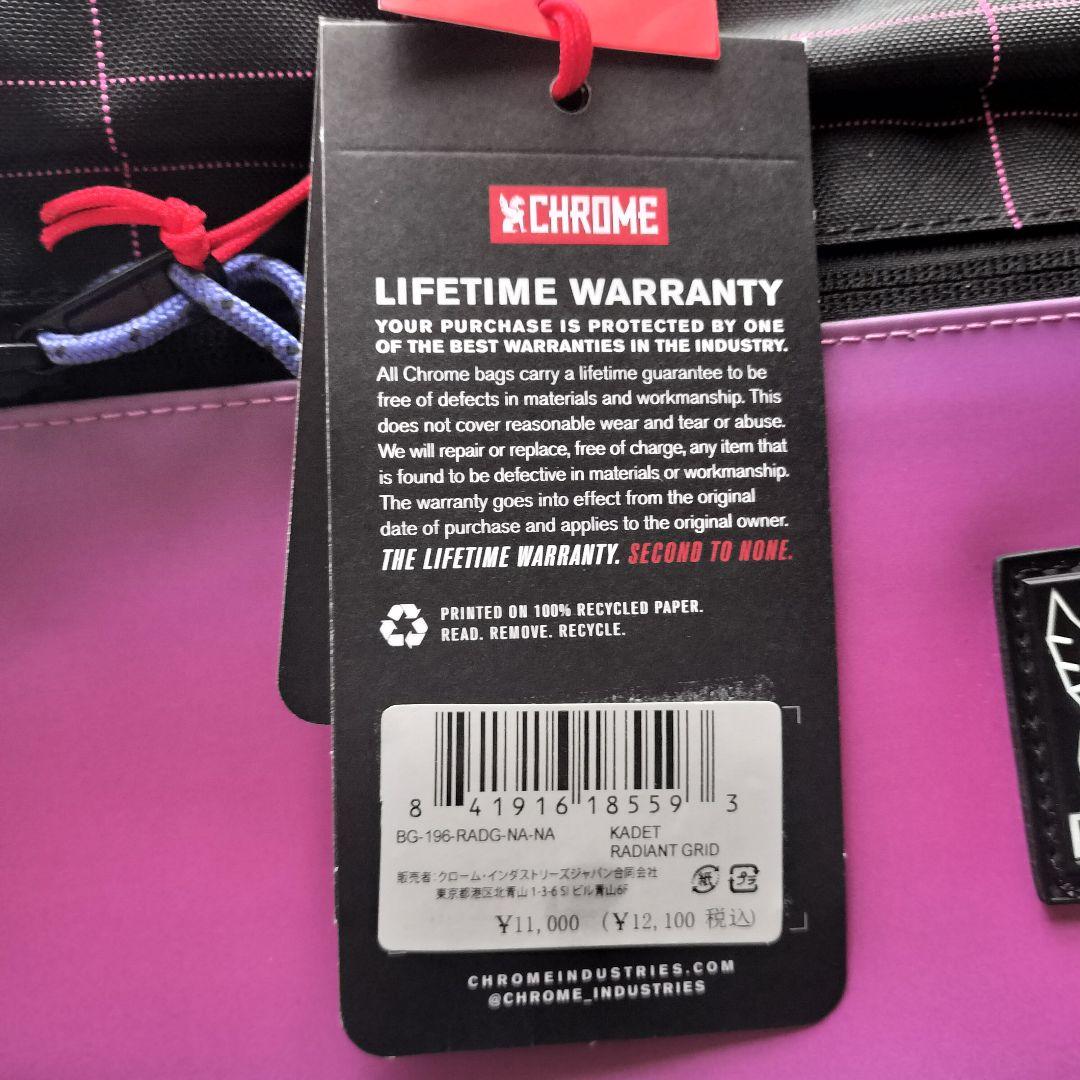 CHROME
LIFETIME WARRANTY
YOUR PURCHASE IS PROTECTED BY ONE
OF THE BEST WARRANTIES IN THE INDUSTRY.
All Chrome bags carry a lifetime guarantee to be
free of defects in materials and workmanship. This
does not cover reasonable wear and tear or abuse.
We will repair or replace, free of charge, any item that
is found to be defective in materials or workmanship.
The warranty goes into effect from the original
date of purchase and applies to the original owner.
THE LIFETIME WARRANTY. SECOND TO NONE.
PRINTED ON 100% RECYCLED PAPER.
READ. REMOVE. RECYCLE.
8 41916 18559 3
BG-196-RADG-NA-NA KADET
RADIANT GRID
販売者:クローム・インダストリーズジャパン合同会社
東京都港区北青山 1-3-6 SIビル青山6F
紙 プラ
¥11,000 (¥12,100 税込)
CHROMEINDUSTRIES.COM
@CHROME_INDUSTRIES